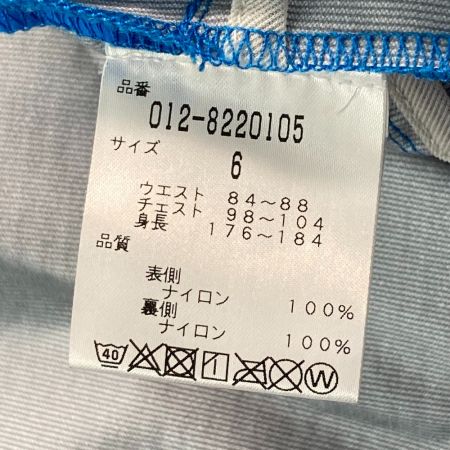 品番
012-8220105
サイズ
6
ウエスト 84～88
チェスト 98～104
身長 176～184
品質
表側
ナイロン 100%
裏側
ナイロン 100%
40 W